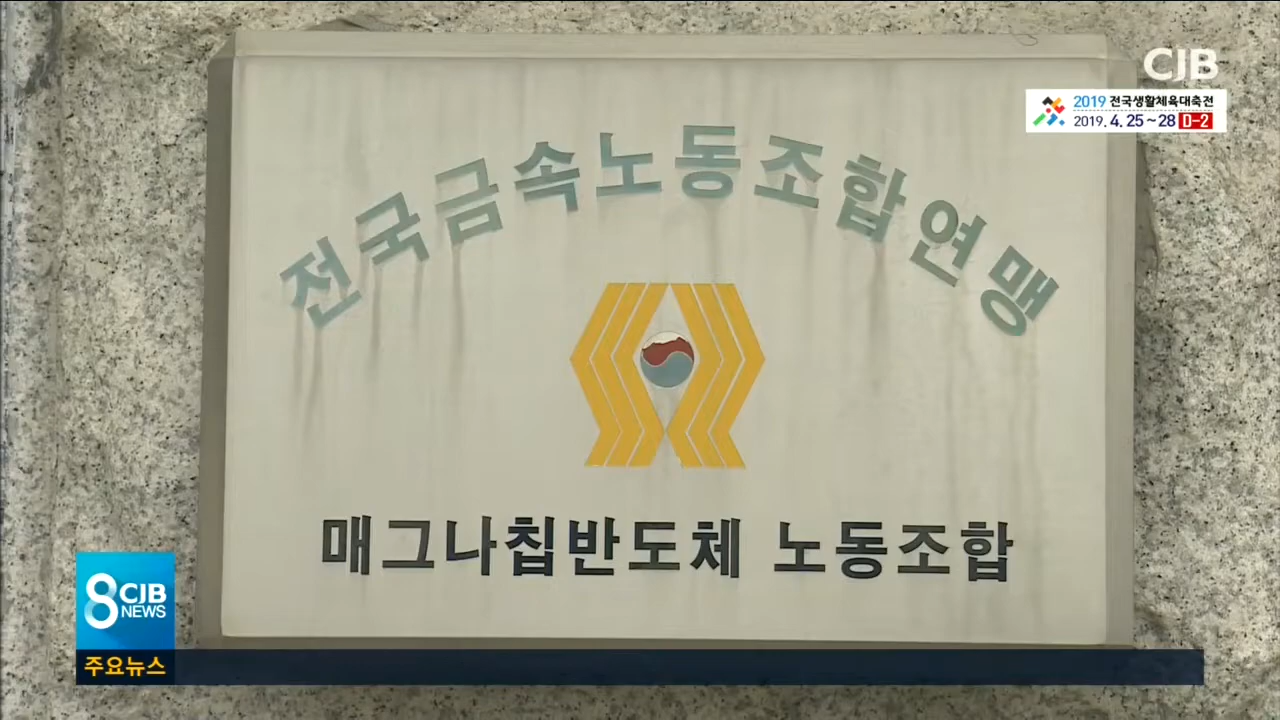 CJB
2019 전국생활체육대축전
2019. 4. 25~28 D-2
전국금속노동조합연맹
매그나칩반도체 노동조합
8 CJB
NEWS
주요뉴스